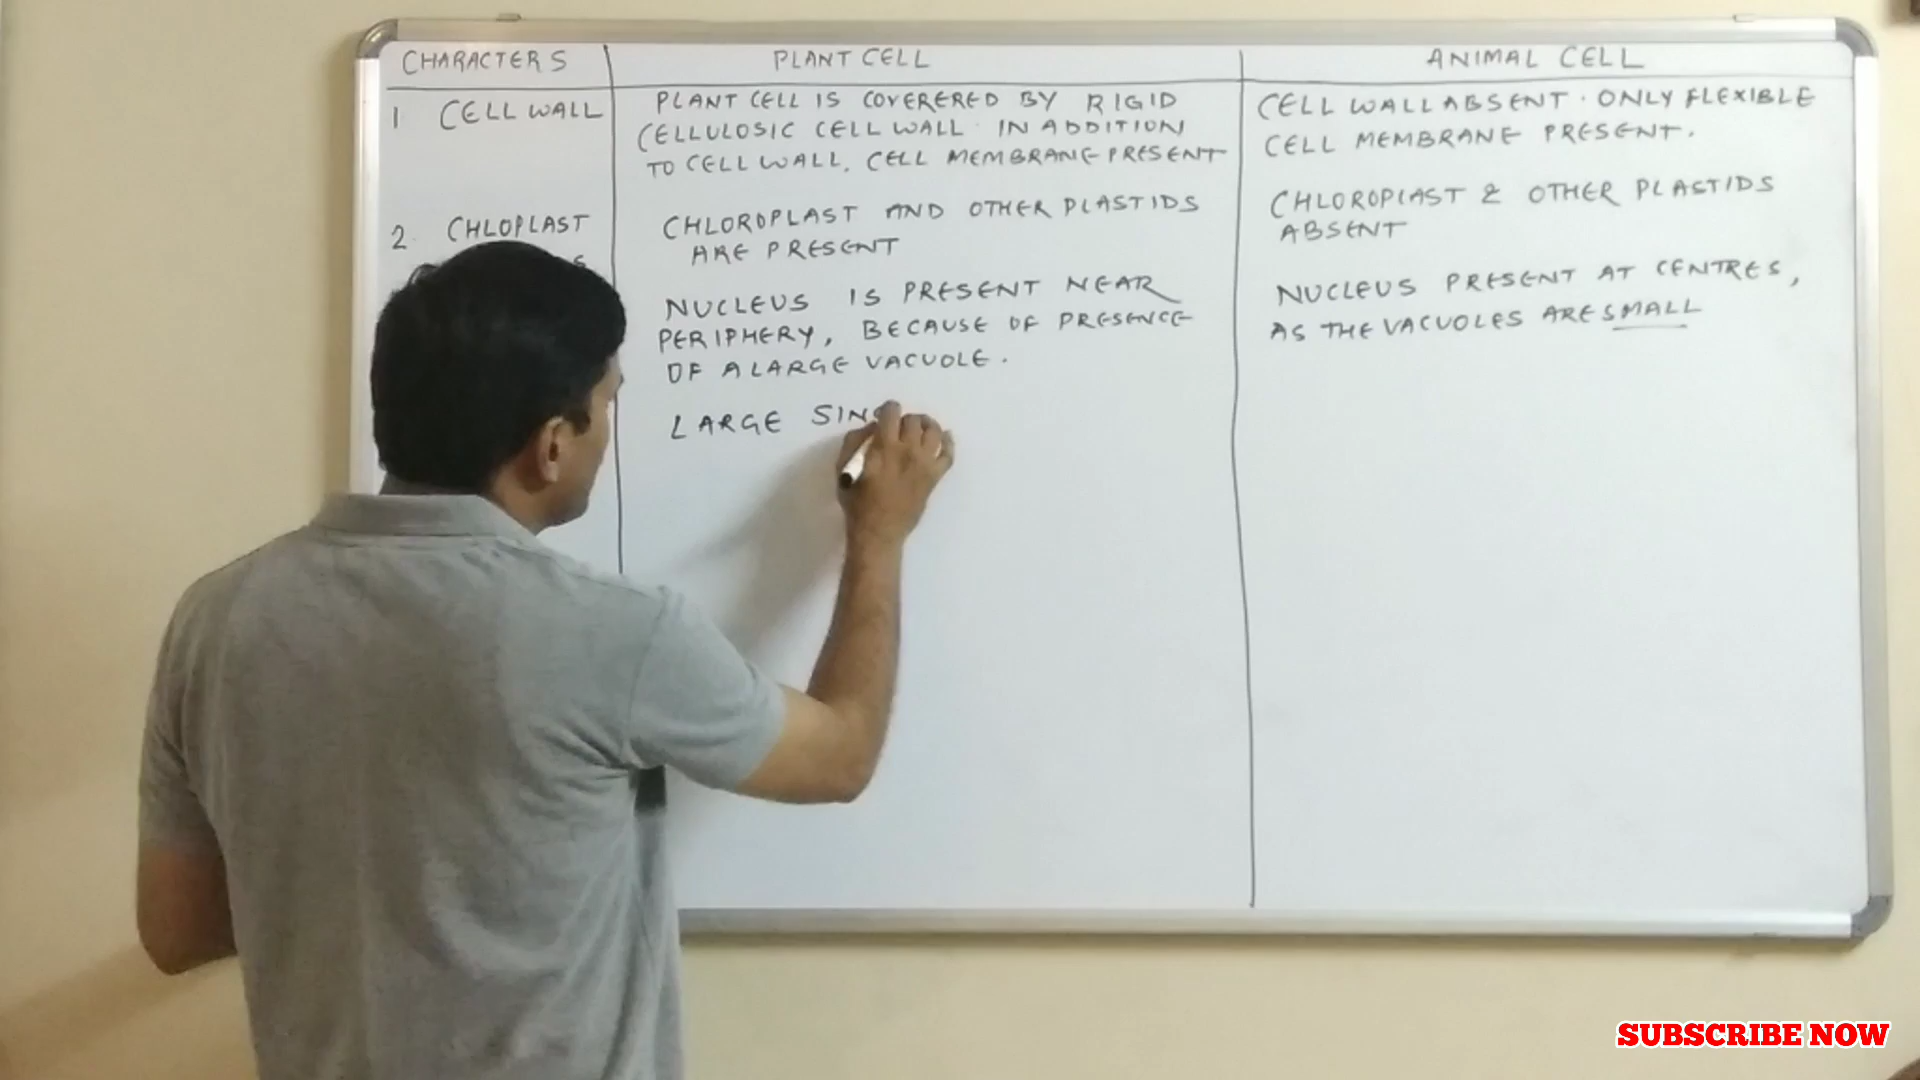 CHARACTERS
PLANT CELL
ANIMAL CELL
1 CELL WALL
PLANT CELL IS COVERERED BY RIGID
CELLULOSIC CELL WALL. IN ADDITION
TO CELL WALL, CELL MEMBRANE PRESENT
CELL WALL ABSENT. ONLY FLEXIBLE
CELL MEMBRANE PRESENT.
2. CHLOPLAST
CHLOROPLAST AND OTHER PLASTIDS
ARE PRESENT
CHLOROPLAST & OTHER PLASTIDS
ABSENT
NUCLEUS IS PRESENT NEAR
PERIPHERY, BECAUSE OF PRESENCE
OF A LARGE VACUOLE.
NUCLEUS PRESENT AT CENTRES,
AS THE VACUOLES ARE SMALL
LARGE SING
SUBSCRIBE NOW